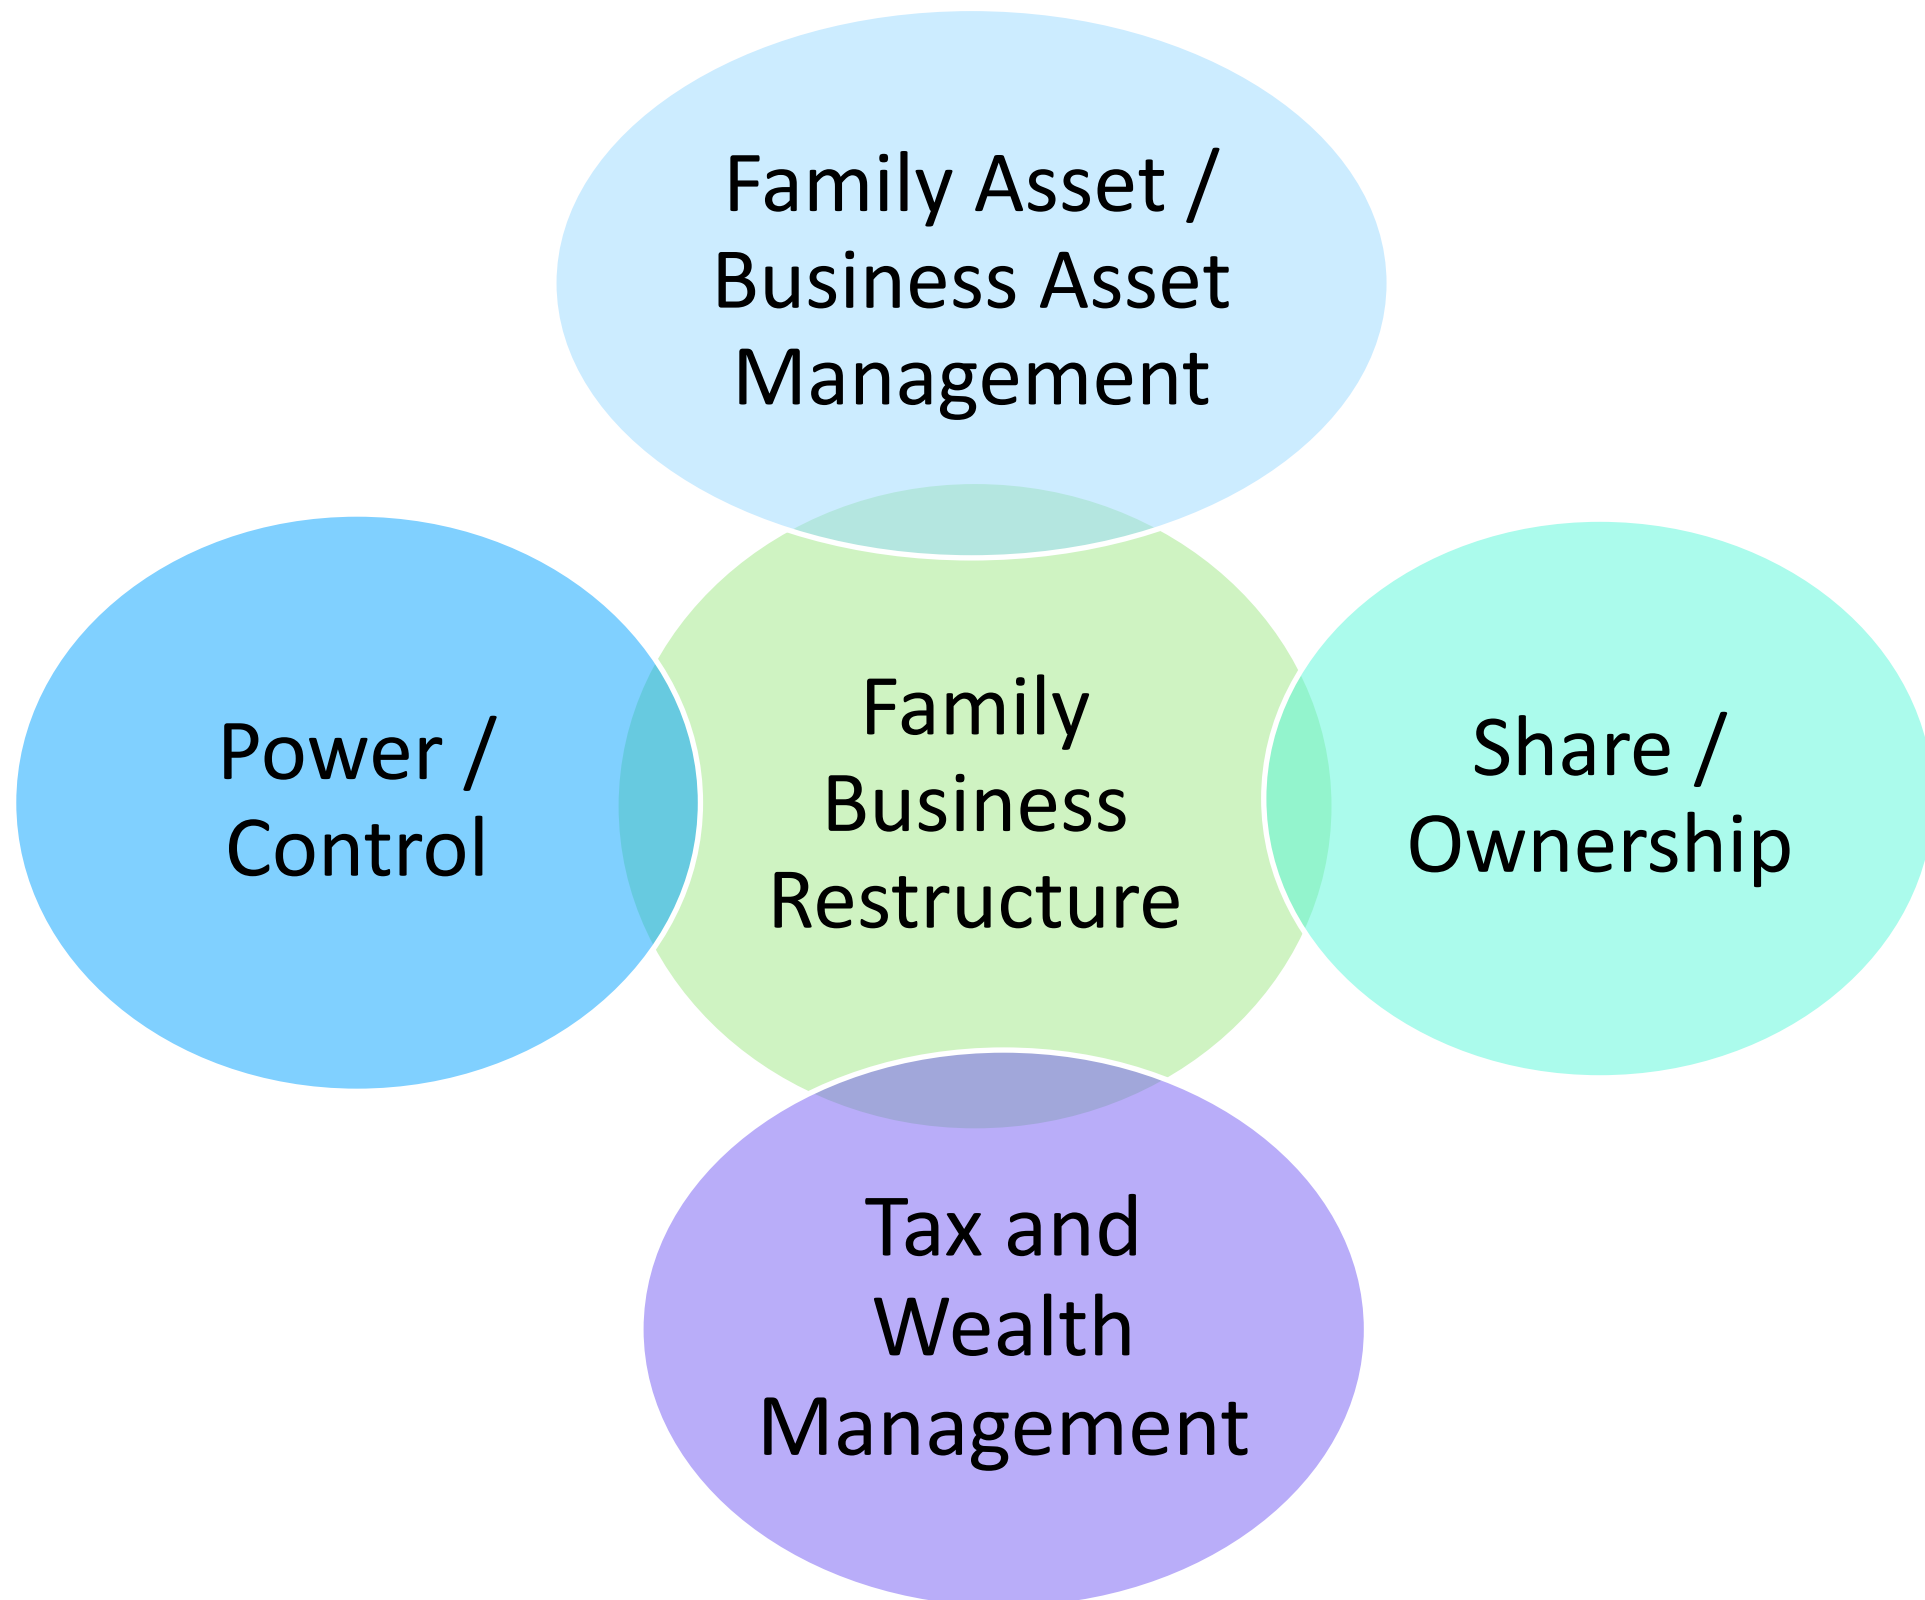 Family Asset /
Business Asset
Management
Power /
Control
Family
Business
Restructure
Share /
Ownership
Tax and
Wealth
Management